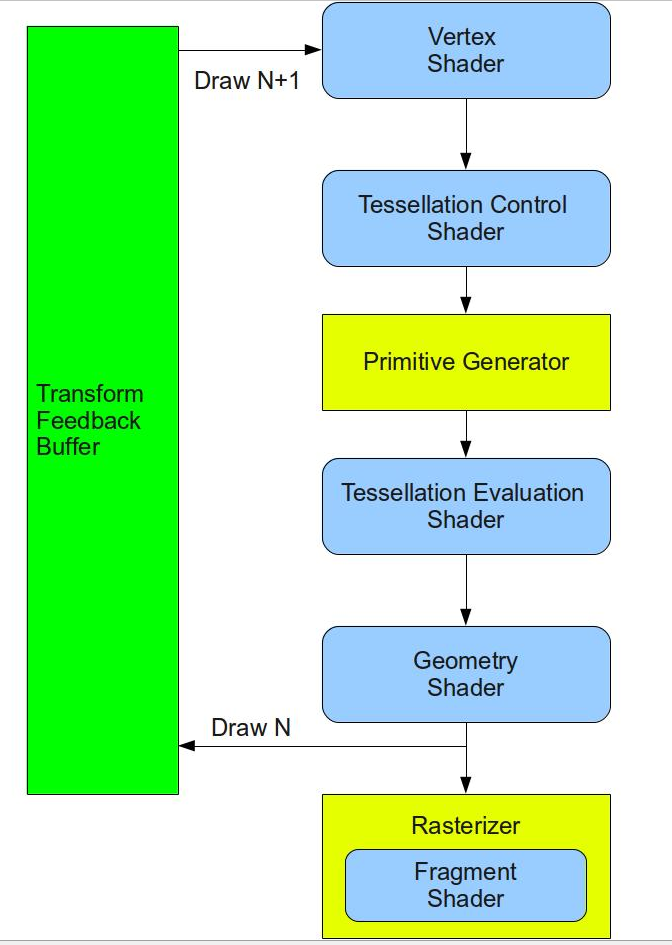 Vertex
Shader
Draw N+1
Tessellation Control
Shader
Primitive Generator
Transform
Feedback
Buffer
Tessellation Evaluation
Shader
Geometry
Shader
Draw N
Rasterizer
Fragment
Shader